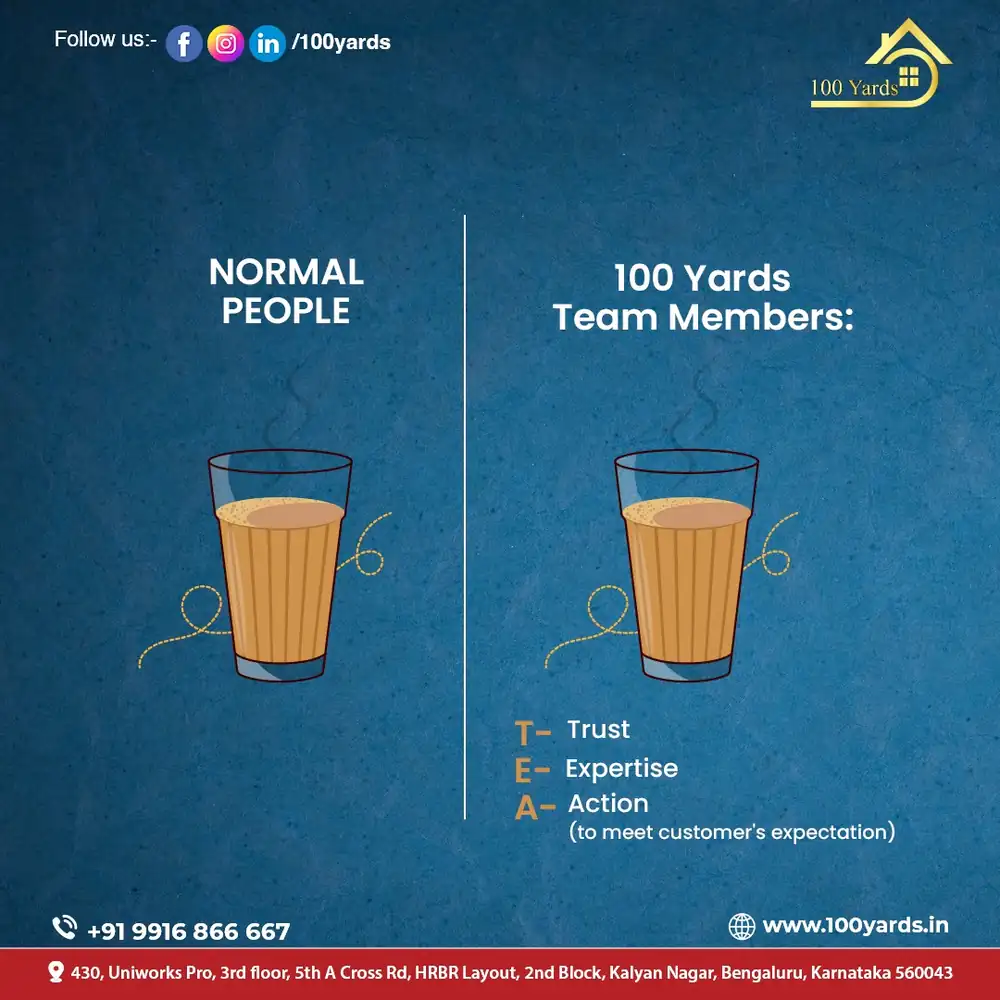 Follow us:- f in /100yards
100 Yards
NORMAL
PEOPLE
100 Yards
Team Members:
T- Trust
E- Expertise
A- Action
(to meet customer's expectation)
+91 9916 866 667
www.100yards.in
430, Uniworks Pro, 3rd floor, 5th A Cross Rd, HRBR Layout, 2nd Block, Kalyan Nagar, Bengaluru, Karnataka 560043